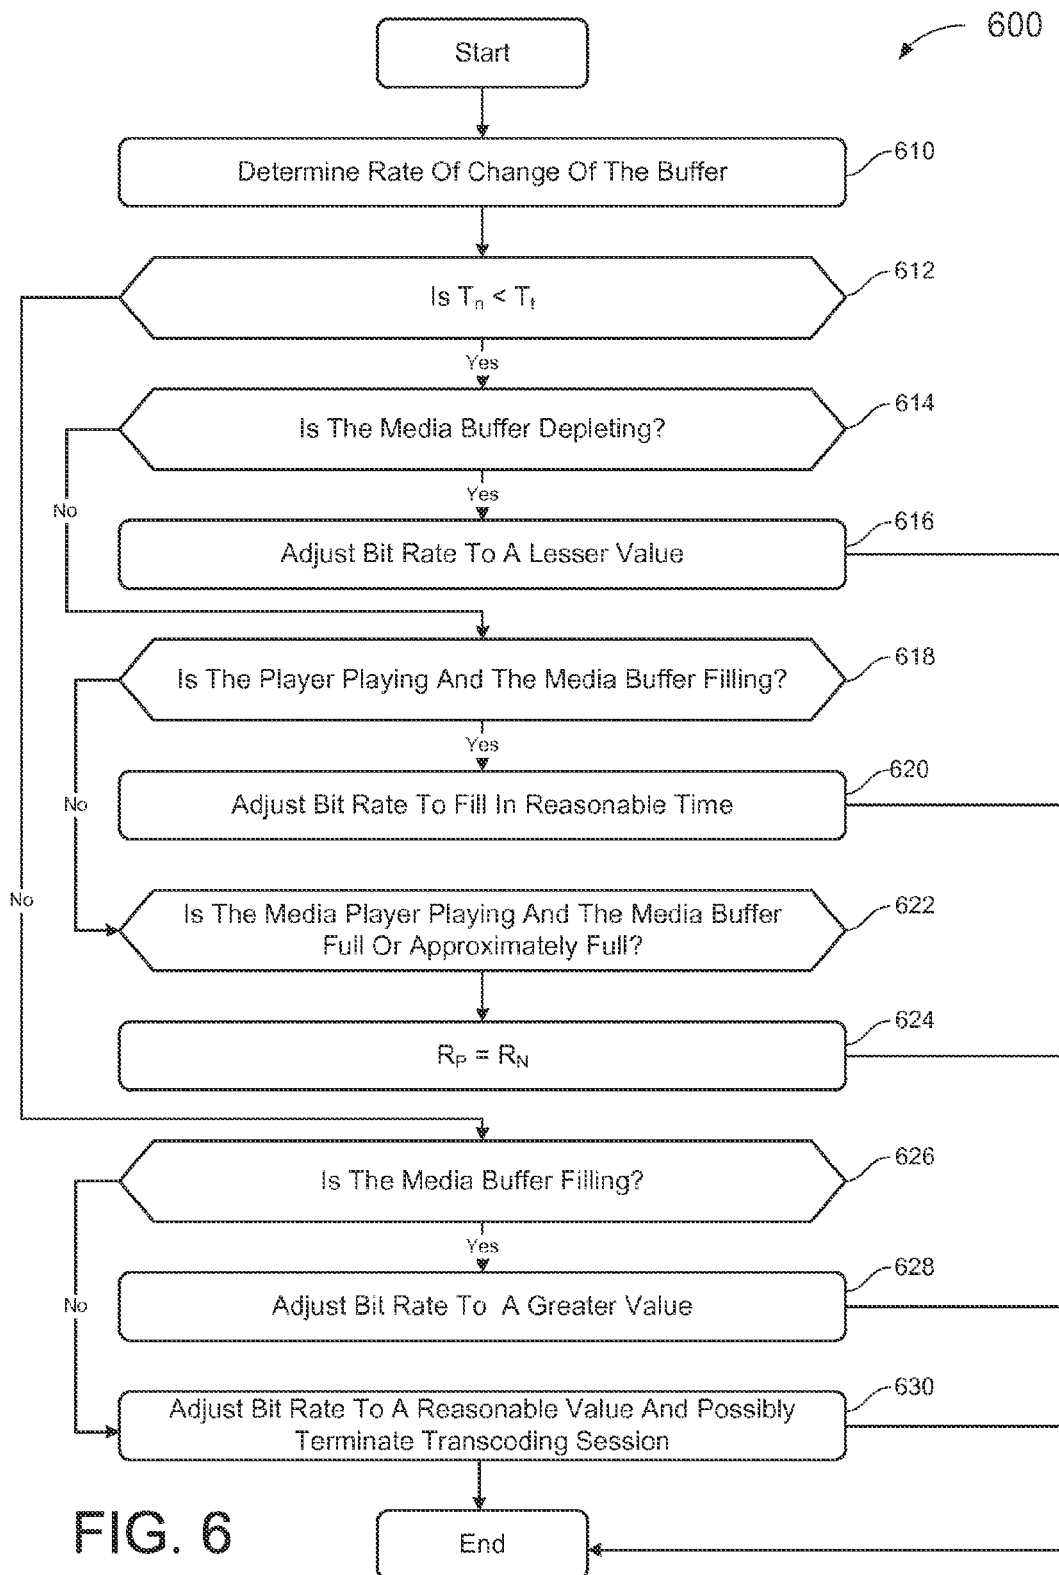 600
Start
Determine Rate Of Change Of The Buffer
610
Is Tn < Tt
612
Yes
Is The Media Buffer Depleting?
614
Yes
No
Adjust Bit Rate To A Lesser Value
616
Is The Player Playing And The Media Buffer Filling?
618
Yes
No
Adjust Bit Rate To Fill In Reasonable Time
620
No
Is The Media Player Playing And The Media Buffer
Full Or Approximately Full?
622
RP = RN
624
Is The Media Buffer Filling?
626
Yes
No
Adjust Bit Rate To A Greater Value
628
Adjust Bit Rate To A Reasonable Value And Possibly
Terminate Transcoding Session
630
End
FIG. 6